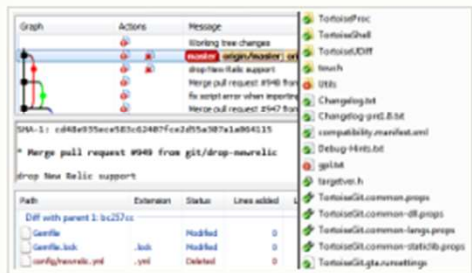 Graph Actions Message
Working tree changes
master origin/master ori
drop New Relic support
Merge pull request #948 from
fix script error when importing
Merge pull request #947 from
SHA-1:
* Merge pull request #949 from git/drop-newrelic
drop New Relic support
Path Extension Status Lines added L
Diff with parent 1: bc257cc
Gemfile Modified 0
Gemfile.lock .lock Modified 0
config/newrelic.yml .yml Deleted 0
TortoiseProc
TortoiseShell
TortoiseUDiff
touch
Utils
Changelog.txt
Changelog-pre1.8.txt
compatibility.manifest.xml
Debug-Hints.txt
gpl.txt
targetver.h
TortoiseGit.common.props
TortoiseGit.common-dll.props
TortoiseGit.common-langs.props
TortoiseGit.common-staticlib.props
TortoiseGit.gta.runsettings